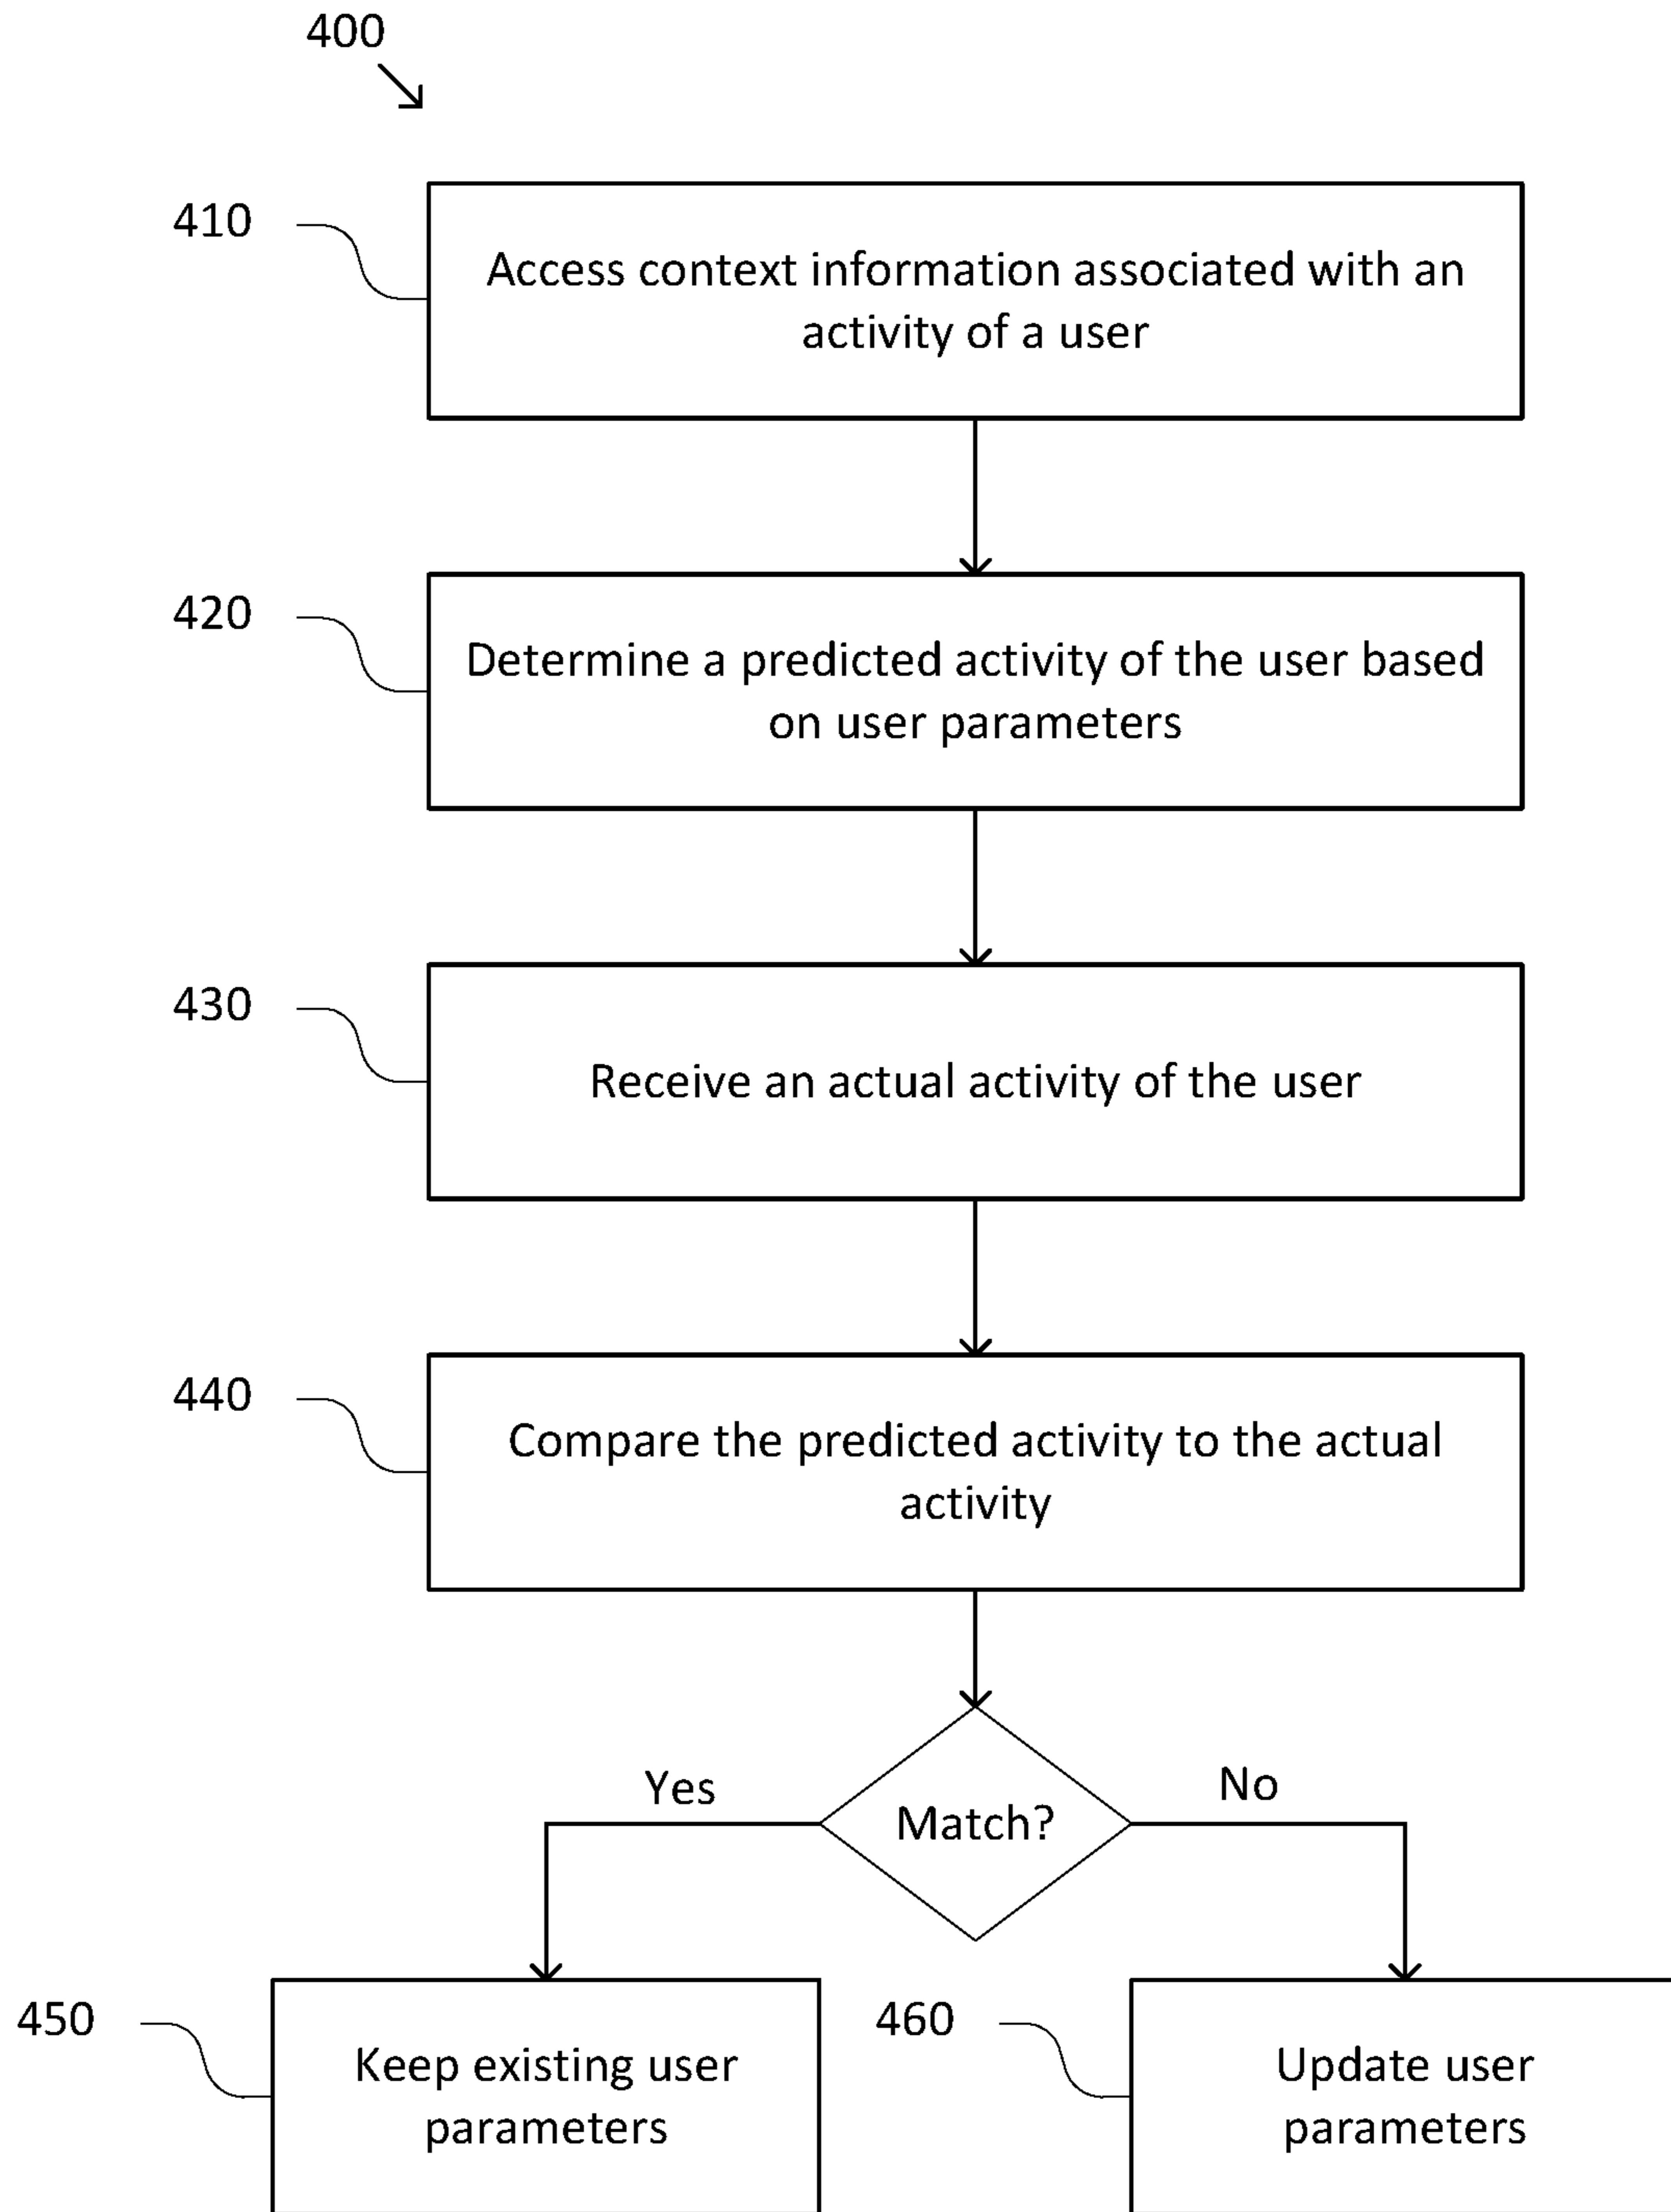 400
410
Access context information associated with an
activity of a user
420
Determine a predicted activity of the user based
on user parameters
430
Receive an actual activity of the user
440
Compare the predicted activity to the actual
activity
Yes
Match?
No
450
Keep existing user
parameters
460
Update user
parameters